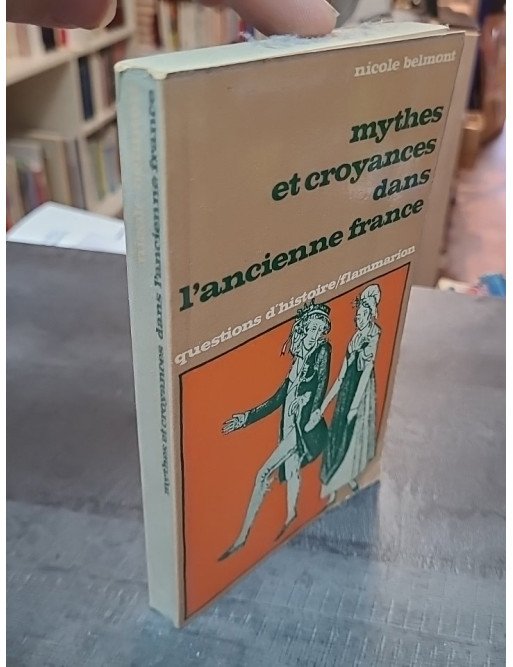 nicole belmont
mythes
et croyances
dans
l'ancienne france
questions d'histoire/flammarion
mythes et croyances dans l'ancienne france